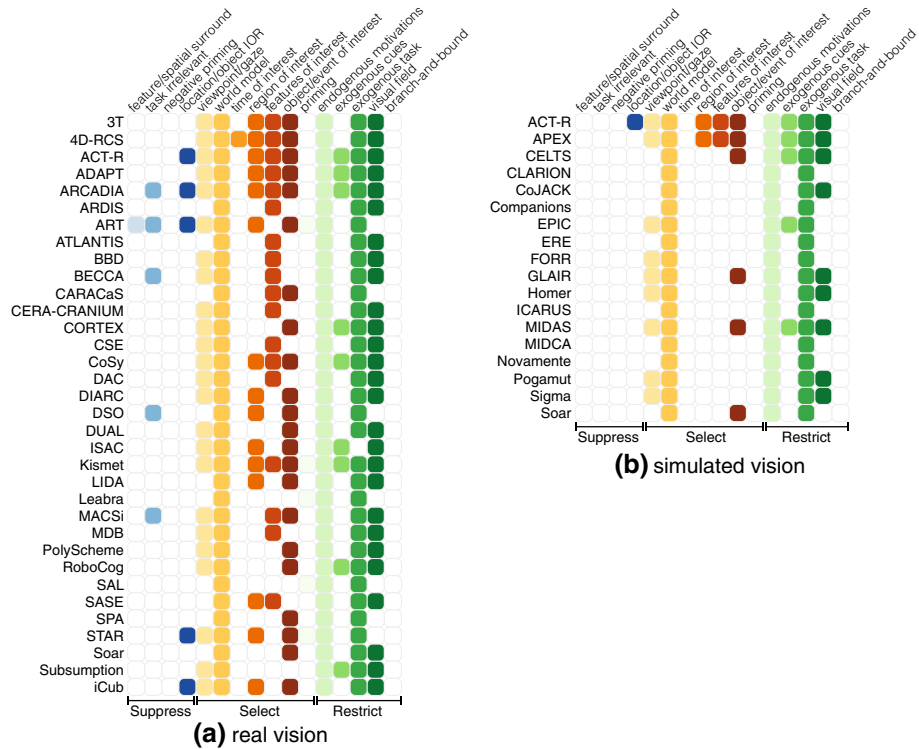 feature/spatial surround
task irrelevant
negative priming
location/object IOR
viewpoint/gaze
world model
time of interest
region of interest
features of interest
object/event of interest
priming
endogenous motivations
exogenous cues
exogenous task
visual field
branch-and-bound
3T
4D-RCS
ACT-R
ADAPT
ARCADIA
ARDIS
ART
ATLANTIS
BBD
BECCA
CARACaS
CERA-CRANIUM
CORTEX
CSE
CoSy
DAC
DIARC
DSO
DUAL
ISAC
Kismet
LIDA
Leabra
MACSi
MDB
PolyScheme
RoboCog
SAL
SASE
SPA
STAR
Soar
Subsumption
iCub
Suppress
Select
Restrict
(a) real vision
feature/spatial surround
task irrelevant
negative priming
location/object IOR
viewpoint/gaze
world model
time of interest
region of interest
features of interest
object/event of interest
priming
endogenous motivations
exogenous cues
exogenous task
visual field
branch-and-bound
ACT-R
APEX
CELTS
CLARION
CoJACK
Companions
EPIC
ERE
FORR
GLAIR
Homer
ICARUS
MIDAS
MIDCA
Novamente
Pogamut
Sigma
Soar
Suppress
Select
Restrict
(b) simulated vision